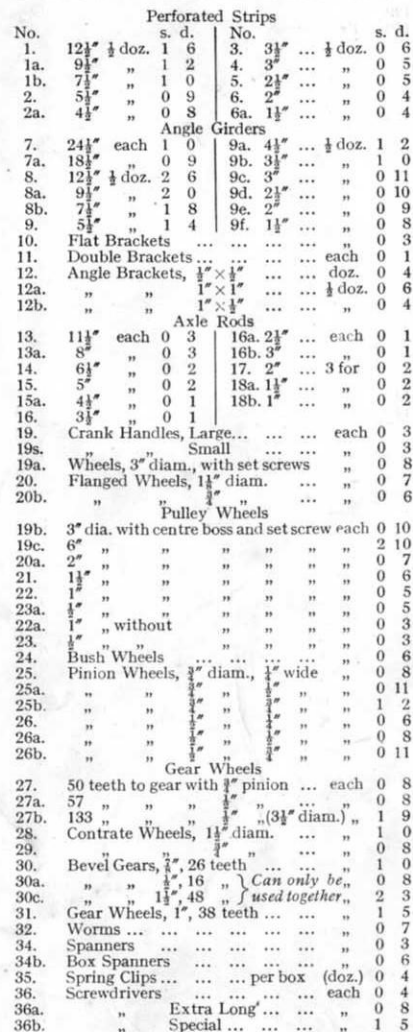 Perforated Strips
No. s. d. No. s. d.
1. 12½" ½ doz. 1 6 3. 3½" ... ½ doz. 0 6
1a. 9½" „ 1 2 4. 3" ... „ 0 5
1b. 7½" „ 1 0 5. 2½" ... „ 0 5
2. 5½" „ 0 9 6. 2" ... „ 0 4
2a. 4½" „ 0 8 6a. 1½" ... „ 0 4
Angle Girders
7. 24½" each 1 0 9a. 4½" ... ½ doz. 1 2
7a. 18½" „ 0 9 9b. 3½" ... „ 1 0
8. 12½" ½ doz. 2 6 9c. 3" ... „ 0 11
8a. 9½" „ 2 0 9d. 2½" ... „ 0 10
8b. 7½" „ 1 8 9e. 2" ... „ 0 9
9. 5½" „ 1 4 9f. 1½" ... „ 0 8
10. Flat Brackets ... ... ... ... „ 0 3
11. Double Brackets ... ... ... each 0 1
12. Angle Brackets, ½"×½" ... doz. 0 4
12a. „ „ 1"×1" ... ½ doz. 0 6
12b. „ „ 1"×½" ... „ 0 4
Axle Rods
13. 11½" each 0 3 16a. 2½" ... each 0 1
13a. 8" „ 0 3 16b. 3" ... „ 0 1
14. 6½" „ 0 2 17. 2" ... 3 for 0 2
15. 5" „ 0 2 18a. 1½" ... „ 0 2
15a. 4½" „ 0 1 18b. 1" ... „ 0 2
16. 3½" „ 0 1
19. Crank Handles, Large... ... ... each 0 3
19s. „ „ Small ... ... „ 0 3
19a. Wheels, 3" diam., with set screws „ 0 8
20. Flanged Wheels, 1⅛" diam. ... „ 0 7
20b. „ „ ¾" „ ... „ 0 6
Pulley Wheels
19b. 3" dia. with centre boss and set screw each 0 10
19c. 6" „ „ „ „ „ „ 2 10
20a. 2" „ „ „ „ „ „ 0 7
21. 1½" „ „ „ „ „ „ 0 6
22. 1" „ „ „ „ „ „ 0 5
23a. ½" „ „ „ „ „ „ 0 5
22a. 1" „ without „ „ „ „ 0 3
23. ½" „ „ „ „ „ „ 0 3
24. Bush Wheels ... ... ... ... „ 0 6
25. Pinion Wheels, ¾" diam., ¼" wide „ 0 8
25a. „ „ ¾" „ ½" „ „ 0 11
25b. „ „ ¾" „ ¾" „ „ 1 2
26. „ „ ½" „ ¼" „ „ 0 6
26a. „ „ ½" „ ½" „ „ 0 8
26b. „ „ ½" „ ¾" „ „ 0 11
Gear Wheels
27. 50 teeth to gear with ¾" pinion ... each 0 8
27a. 57 „ „ „ ½" „ „ 0 8
27b. 133 „ „ „ ½" „ (3½" diam.) „ 1 9
28. Contrate Wheels, 1½" diam. ... „ 1 0
29. „ „ ¾" „ ... „ 0 8
30. Bevel Gears, ⅞", 26 teeth ... ... „ 1 0
30a. „ „ ½", 16 „ } Can only be „ 0 8
30c. „ „ 1½", 48 „ } used together „ 2 3
31. Gear Wheels, 1", 38 teeth ... ... „ 1 5
32. Worms ... ... ... ... ... „ 0 7
34. Spanners ... ... ... ... „ 0 3
34b. Box Spanners ... ... ... ... „ 0 6
35. Spring Clips ... ... ... per box (doz.) 0 4
36. Screwdrivers ... ... ... ... each 0 4
36a. „ Extra Long ... ... „ 0 8
36b. „ Special ... ... ... „ 1 5